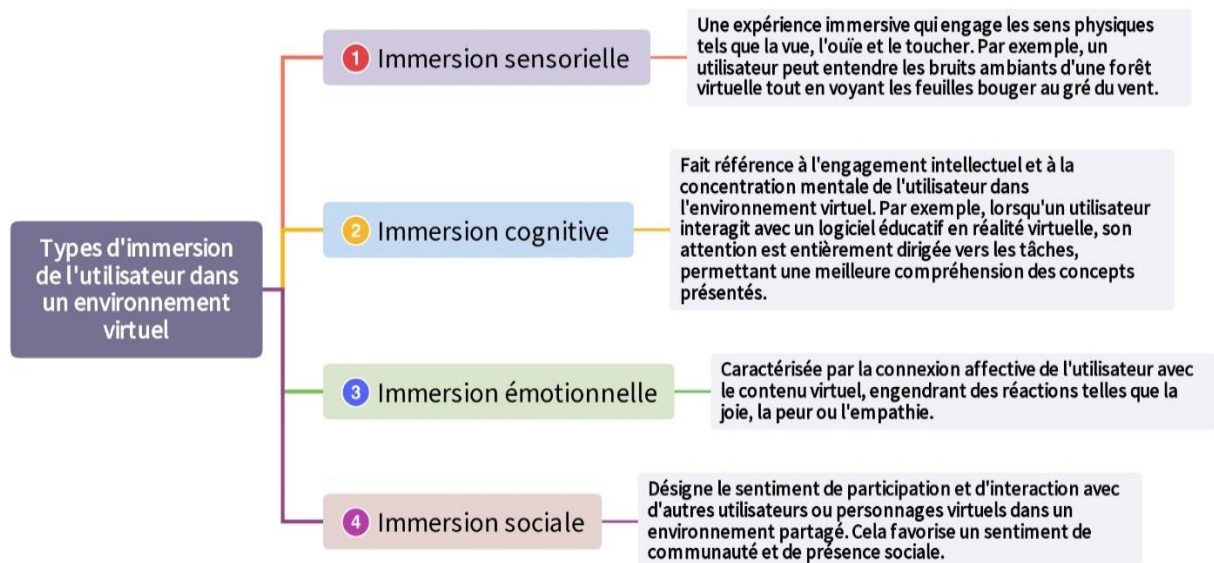 Types d'immersion
de l'utilisateur dans
un environnement
virtuel
1 Immersion sensorielle
Une expérience immersive qui engage les sens physiques
tels que la vue, l'ouïe et le toucher. Par exemple, un
utilisateur peut entendre les bruits ambiants d'une forêt
virtuelle tout en voyant les feuilles bouger au gré du vent.
2 Immersion cognitive
Fait référence à l'engagement intellectuel et à la
concentration mentale de l'utilisateur dans
l'environnement virtuel. Par exemple, lorsqu'un utilisateur
interagit avec un logiciel éducatif en réalité virtuelle, son
attention est entièrement dirigée vers les tâches,
permettant une meilleure compréhension des concepts
présentés.
3 Immersion émotionnelle
Caractérisée par la connexion affective de l'utilisateur avec
le contenu virtuel, engendrant des réactions telles que la
joie, la peur ou l'empathie.
4 Immersion sociale
Désigne le sentiment de participation et d'interaction avec
d'autres utilisateurs ou personnages virtuels dans un
environnement partagé. Cela favorise un sentiment de
communauté et de présence sociale.